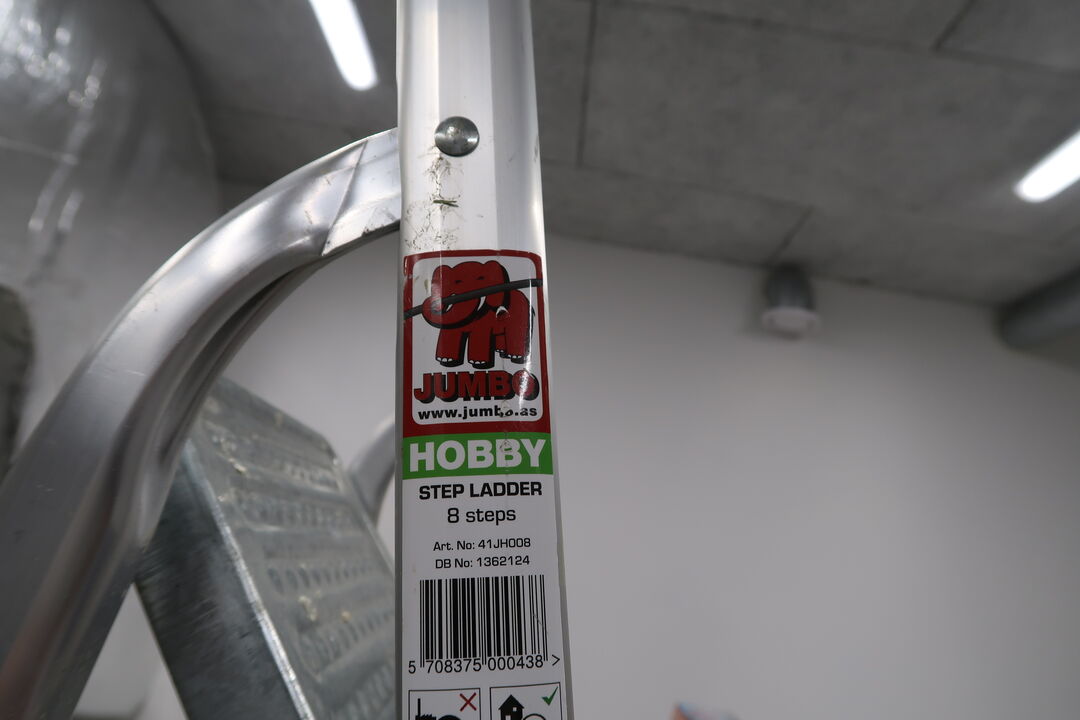 JUMBO
www.jumbo.as
HOBBY
STEP LADDER
8 steps
Art. No: 41JH008
DB No: 1362124
5 708375 000438 >